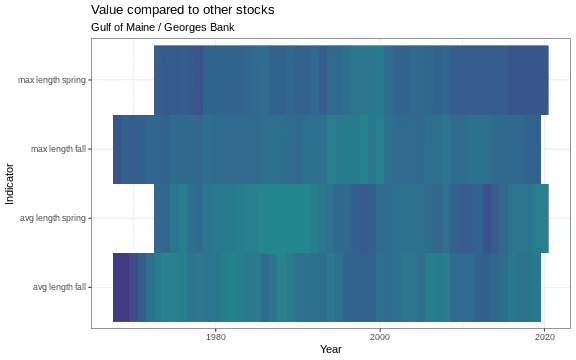 Value compared to other stocks
Gulf of Maine / Georges Bank
max length spring
max length fall
avg length spring
avg length fall
Indicator
1980
2000
2020
Year